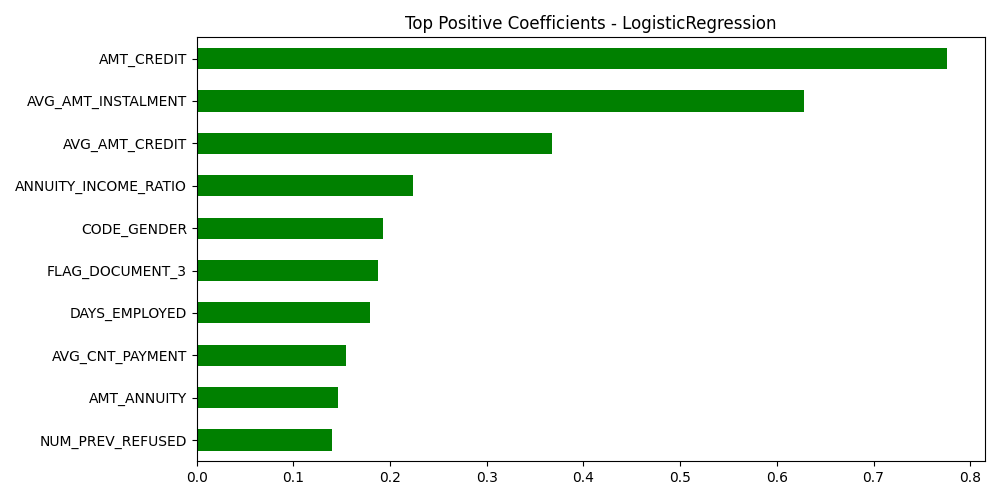 Top Positive Coefficients - LogisticRegression
AMT_CREDIT
AVG_AMT_INSTALMENT
AVG_AMT_CREDIT
ANNUITY_INCOME_RATIO
CODE_GENDER
FLAG_DOCUMENT_3
DAYS_EMPLOYED
AVG_CNT_PAYMENT
AMT_ANNUITY
NUM_PREV_REFUSED
0.0 0.1 0.2 0.3 0.4 0.5 0.6 0.7 0.8